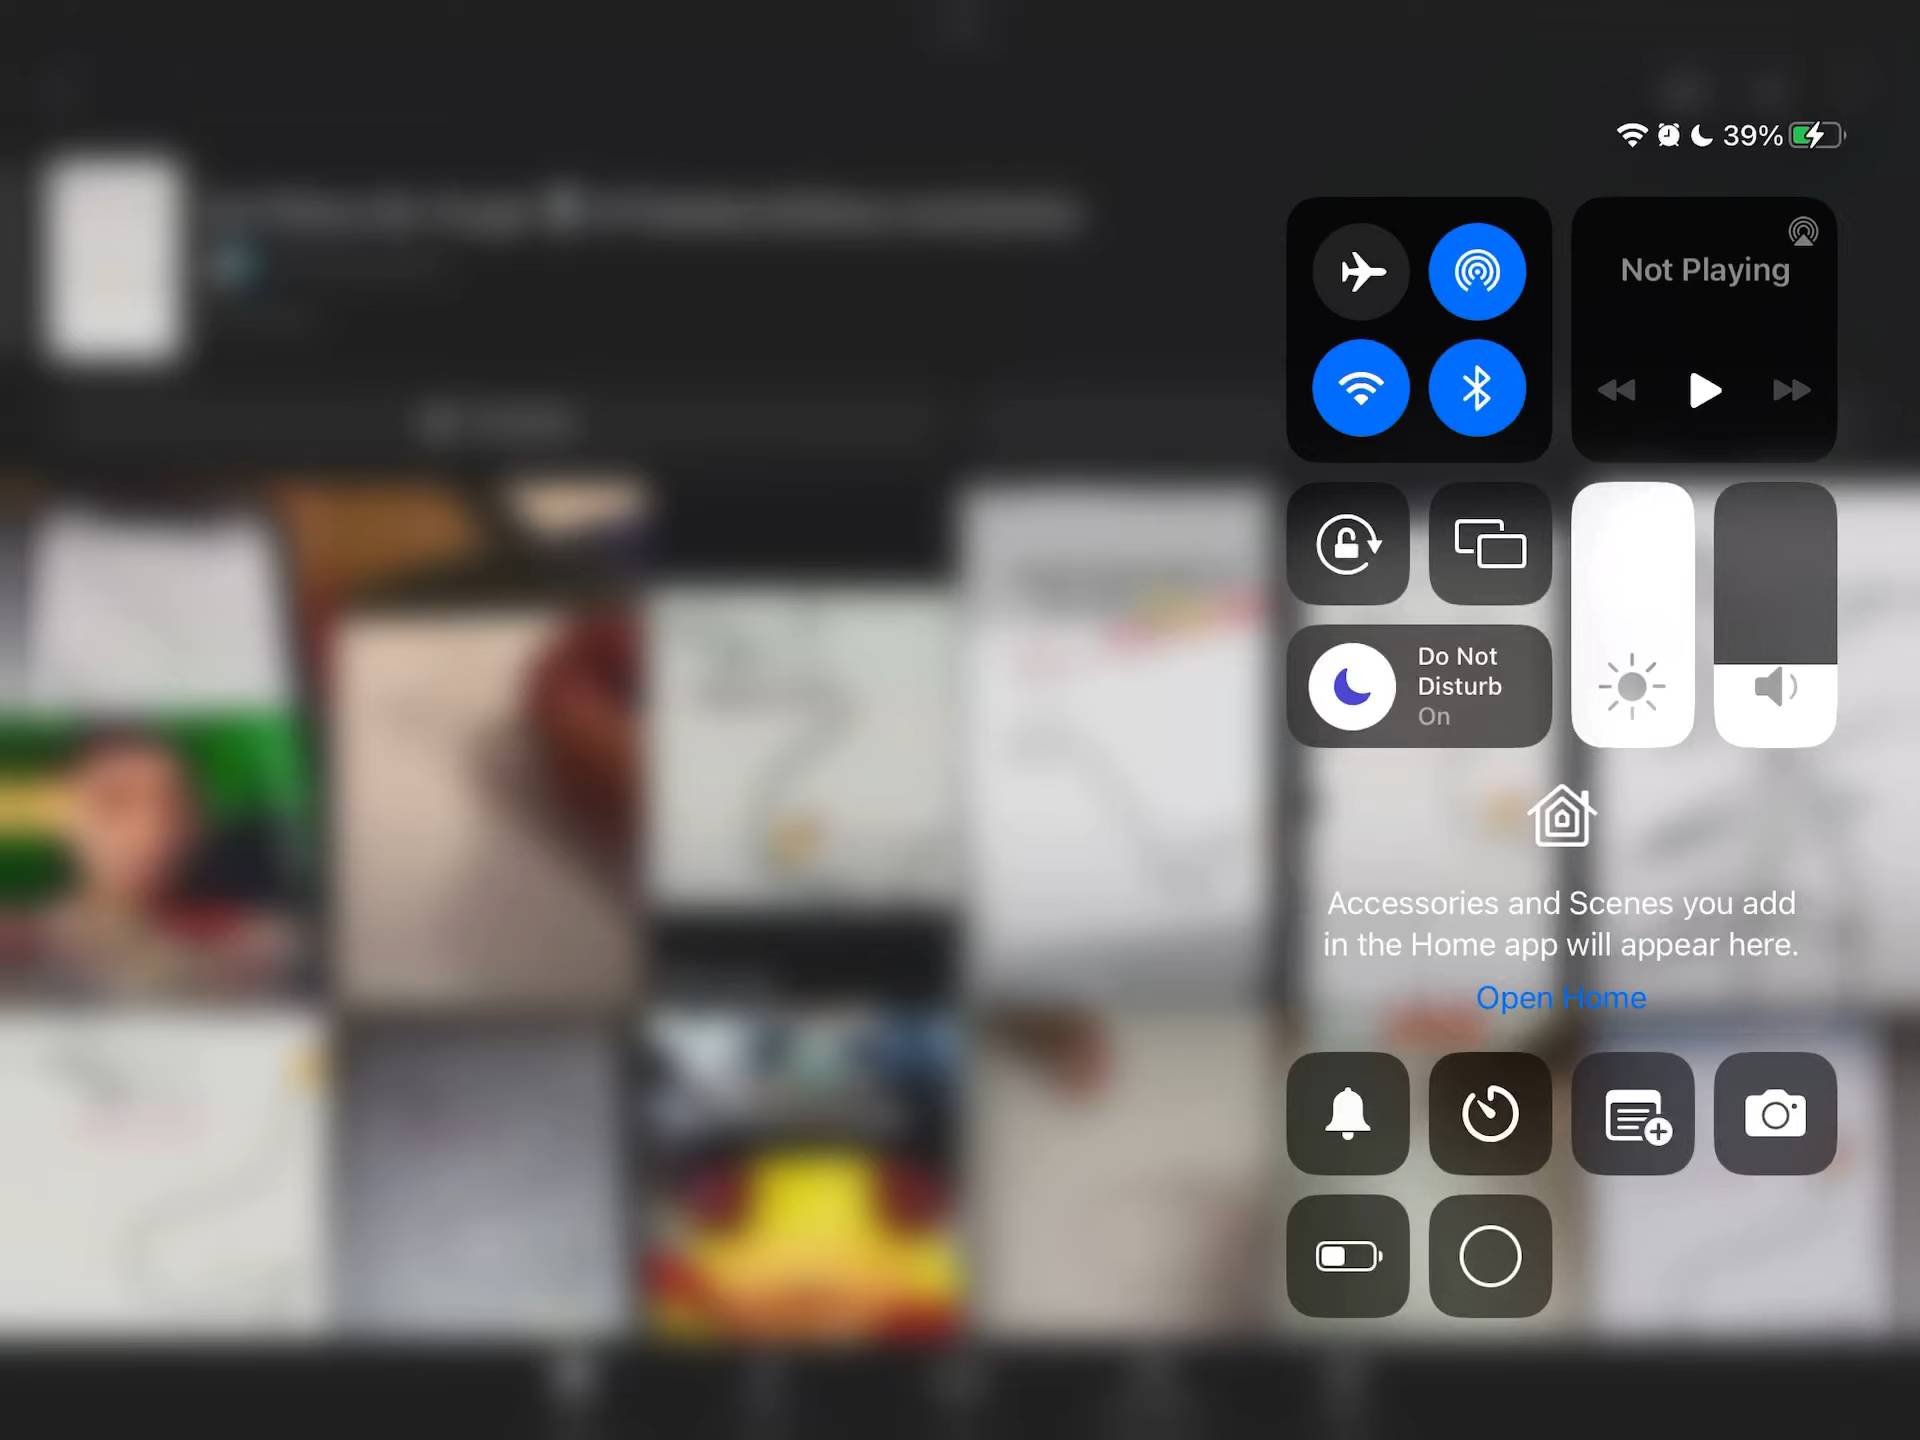 39%
Not Playing
Do Not
Disturb
On
Accessories and Scenes you add
in the Home app will appear here.
Open Home